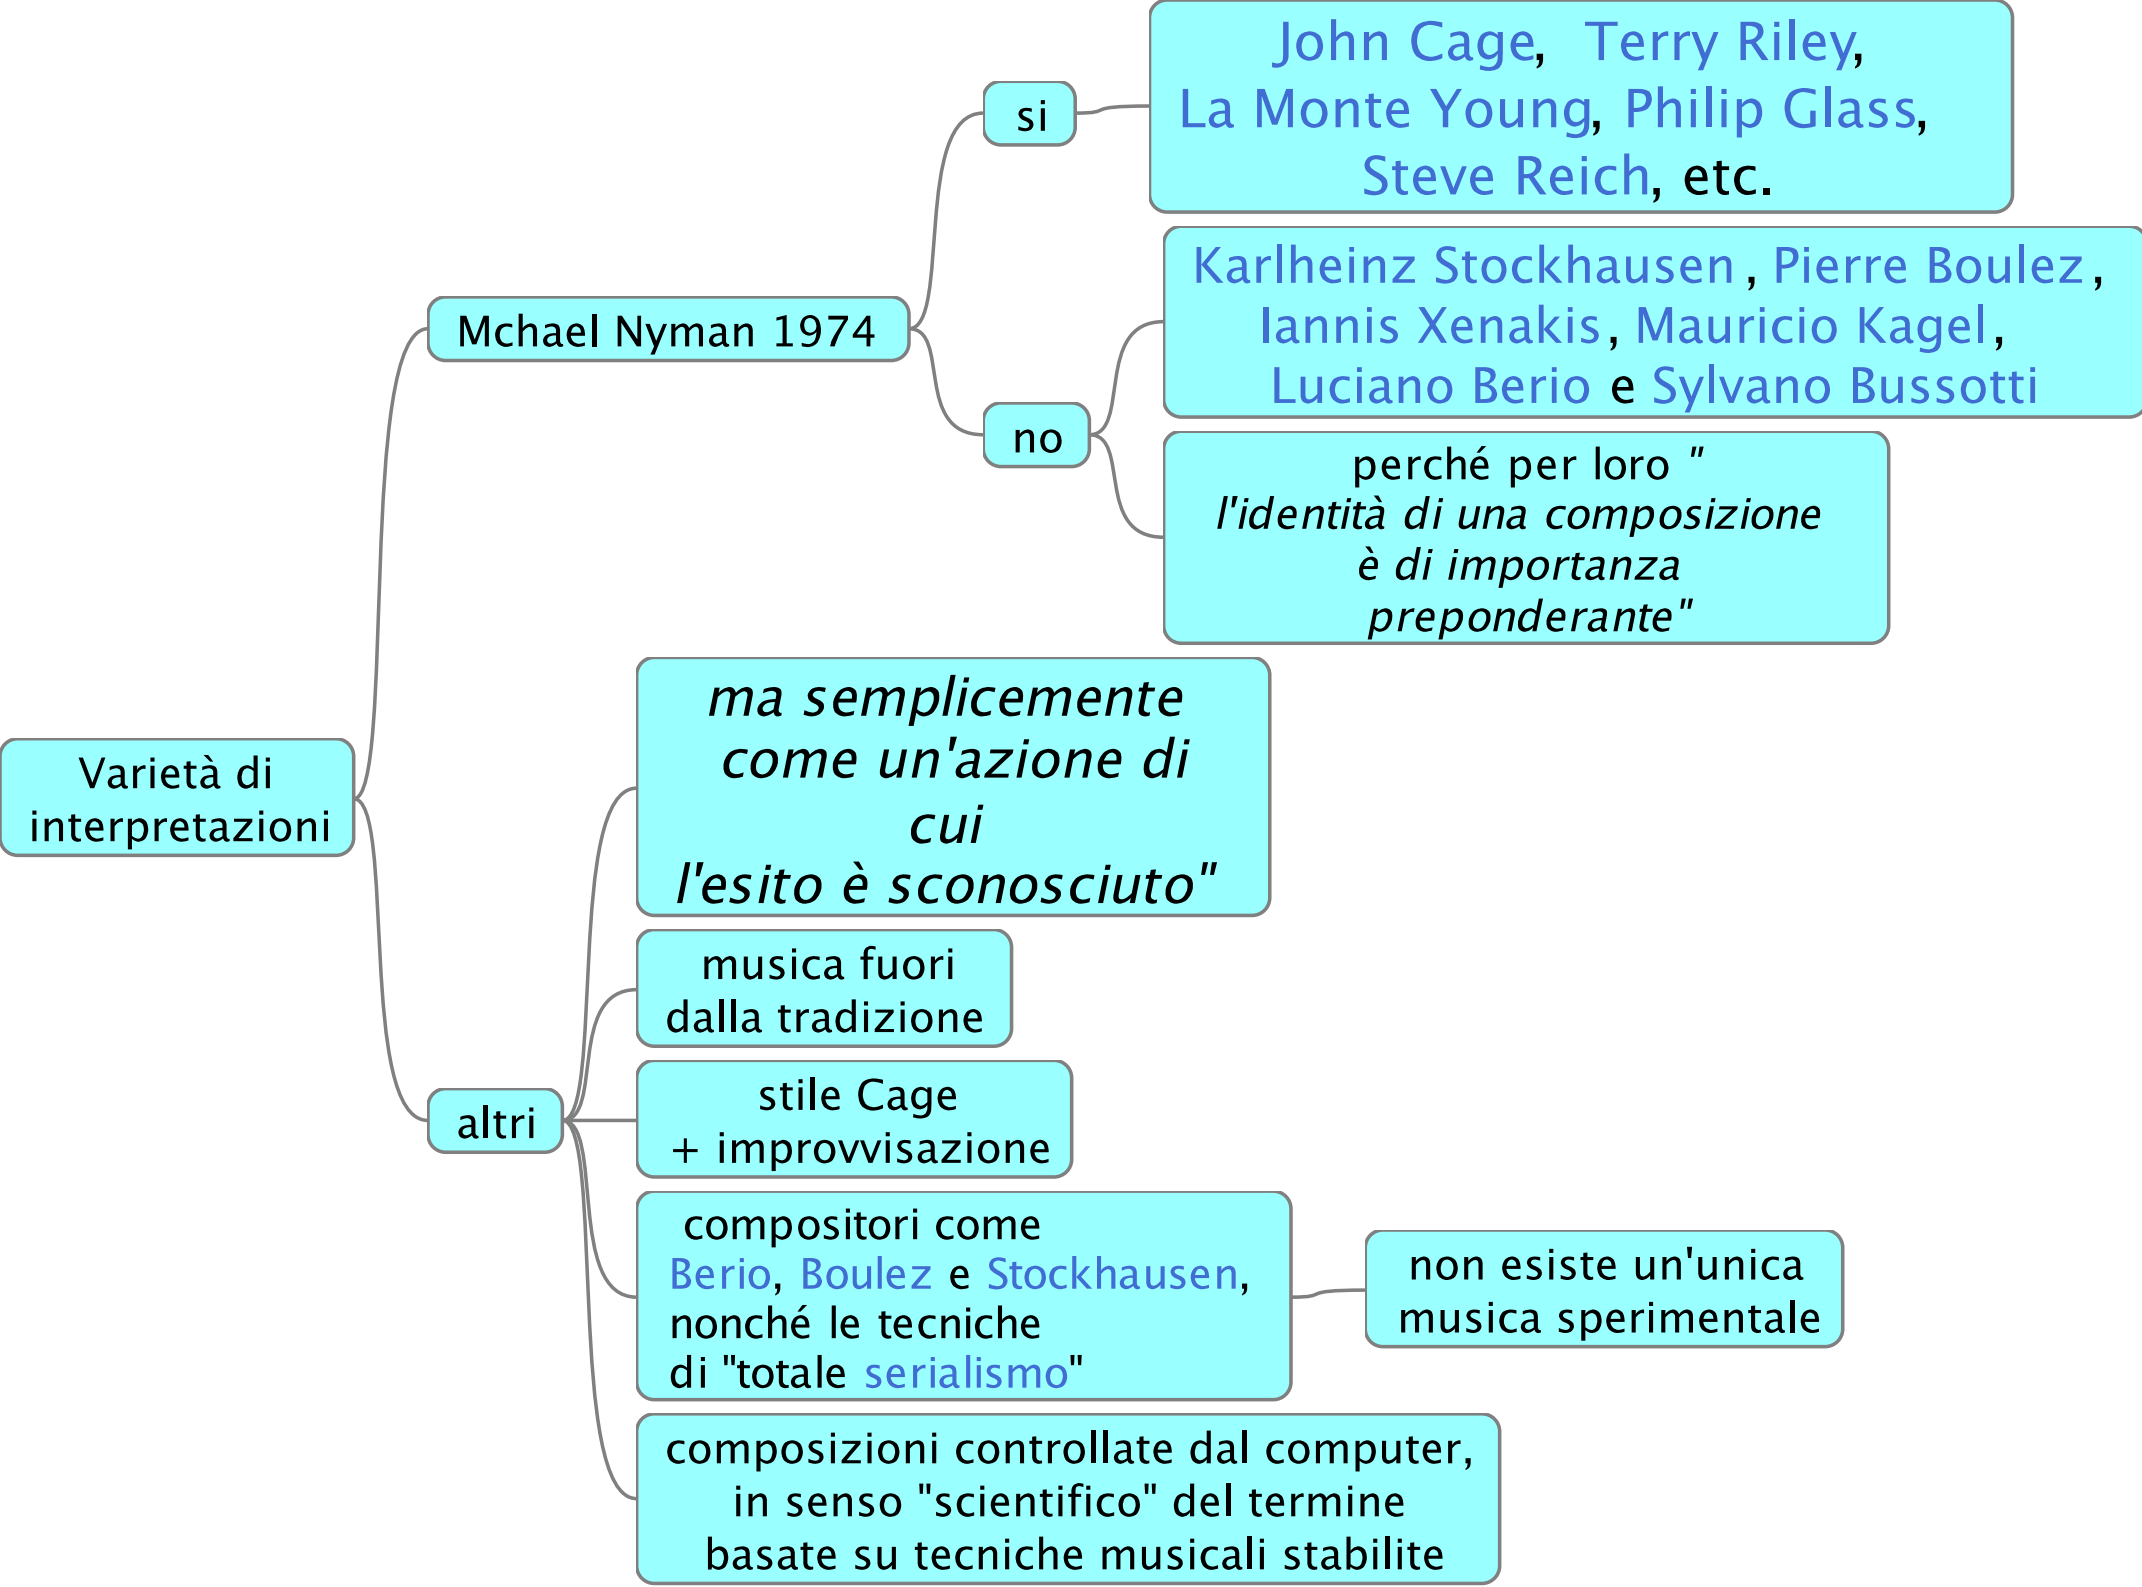 John Cage, Terry Riley,
La Monte Young, Philip Glass,
Steve Reich, etc.
si
Karlheinz Stockhausen, Pierre Boulez,
Iannis Xenakis, Mauricio Kagel,
Luciano Berio e Sylvano Bussotti
Mchael Nyman 1974
no
perché per loro "
l'identità di una composizione
è di importanza
preponderante"
Varietà di
interpretazioni
ma semplicemente
come un'azione di
cui
l'esito è sconosciuto"
musica fuori
dalla tradizione
altri
stile Cage
+ improvvisazione
compositori come
Berio, Boulez e Stockhausen,
nonché le tecniche
di "totale serialismo"
non esiste un'unica
musica sperimentale
composizioni controllate dal computer,
in senso "scientifico" del termine
basate su tecniche musicali stabilite